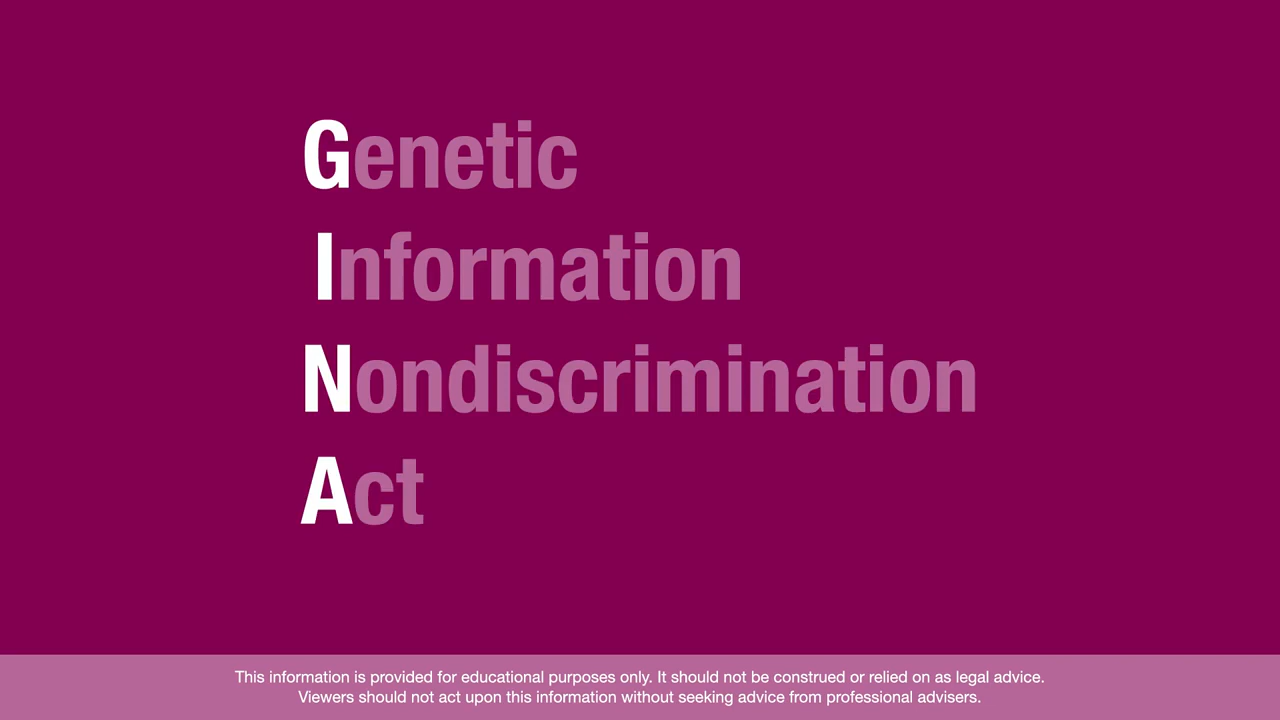 Genetic
Information
Nondiscrimination
Act
This information is provided for educational purposes only. It should not be construed or relied on as legal advice.
Viewers should not act upon this information without seeking advice from professional advisers.